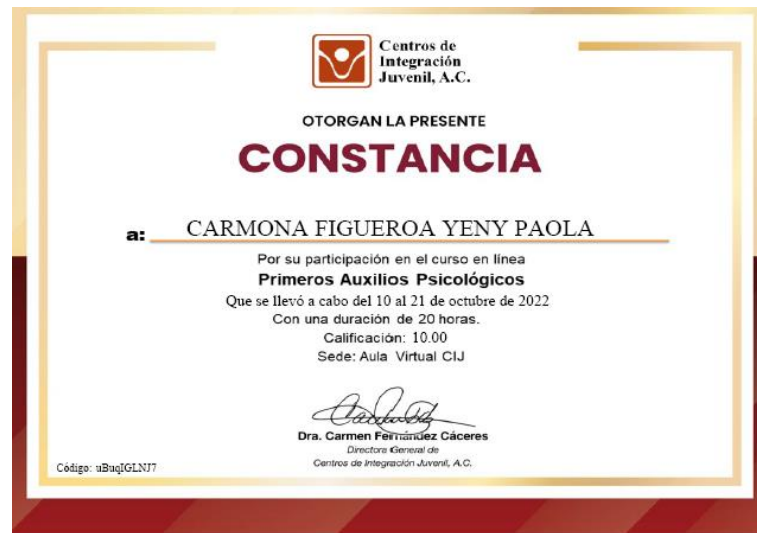 Centros de
Integración
Juvenil, A.C.
OTORGAN LA PRESENTE
CONSTANCIA
a: CARMONA FIGUEROA YENY PAOLA
Por su participación en el curso en línea
Primeros Auxilios Psicológicos
Que se llevó a cabo del 10 al 21 de octubre de 2022
Con una duración de 20 horas.
Calificación: 10.00
Sede: Aula Virtual CIJ
Dra. Carmen Fernández Cáceres
Directora General de
Centros de Integración Juvenil, A.C.
Código: uBuqIGLNJ7